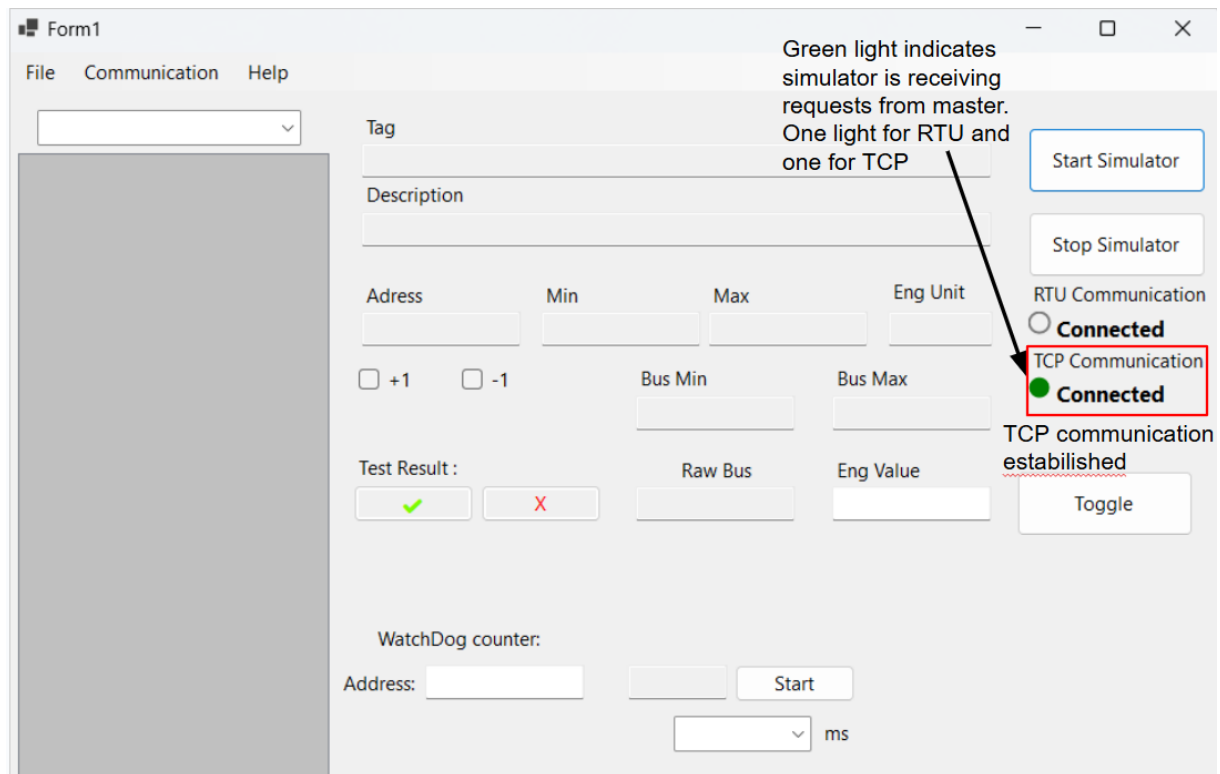 Form1
File Communication Help
Green light indicates
simulator is receiving
requests from master.
One light for RTU and
one for TCP
Tag
Start Simulator
Description
Stop Simulator
Adress Min Max Eng Unit
RTU Communication
Connected
TCP Communication
Connected
+1 -1 Bus Min Bus Max
TCP communication
estabilished
Test Result : Raw Bus Eng Value
X
Toggle
WatchDog counter:
Address: Start
ms